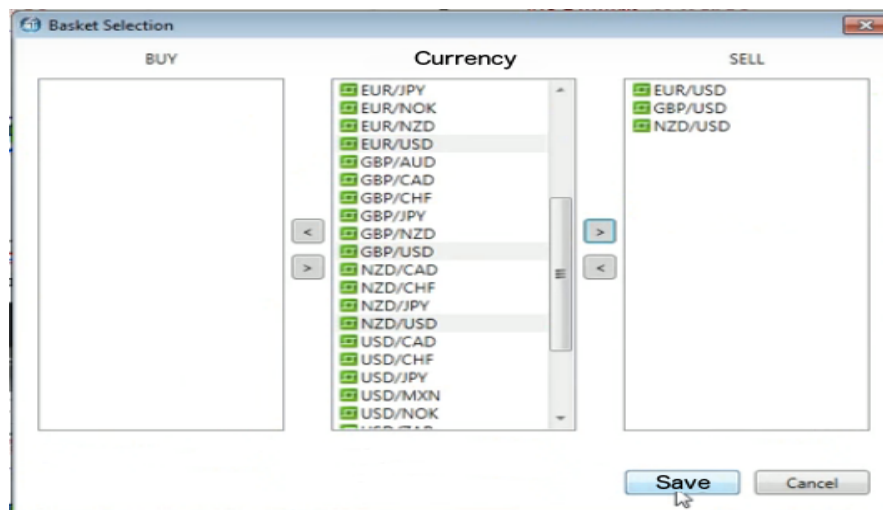 Basket Selection
BUY
Currency
SELL
EUR/JPY
EUR/NOK
EUR/NZD
EUR/USD
GBP/AUD
GBP/CAD
GBP/CHF
GBP/JPY
GBP/NZD
GBP/USD
NZD/CAD
NZD/CHF
NZD/JPY
NZD/USD
USD/CAD
USD/CHF
USD/JPY
USD/MXN
USD/NOK
<
>
>
<
EUR/USD
GBP/USD
NZD/USD
Save
Cancel